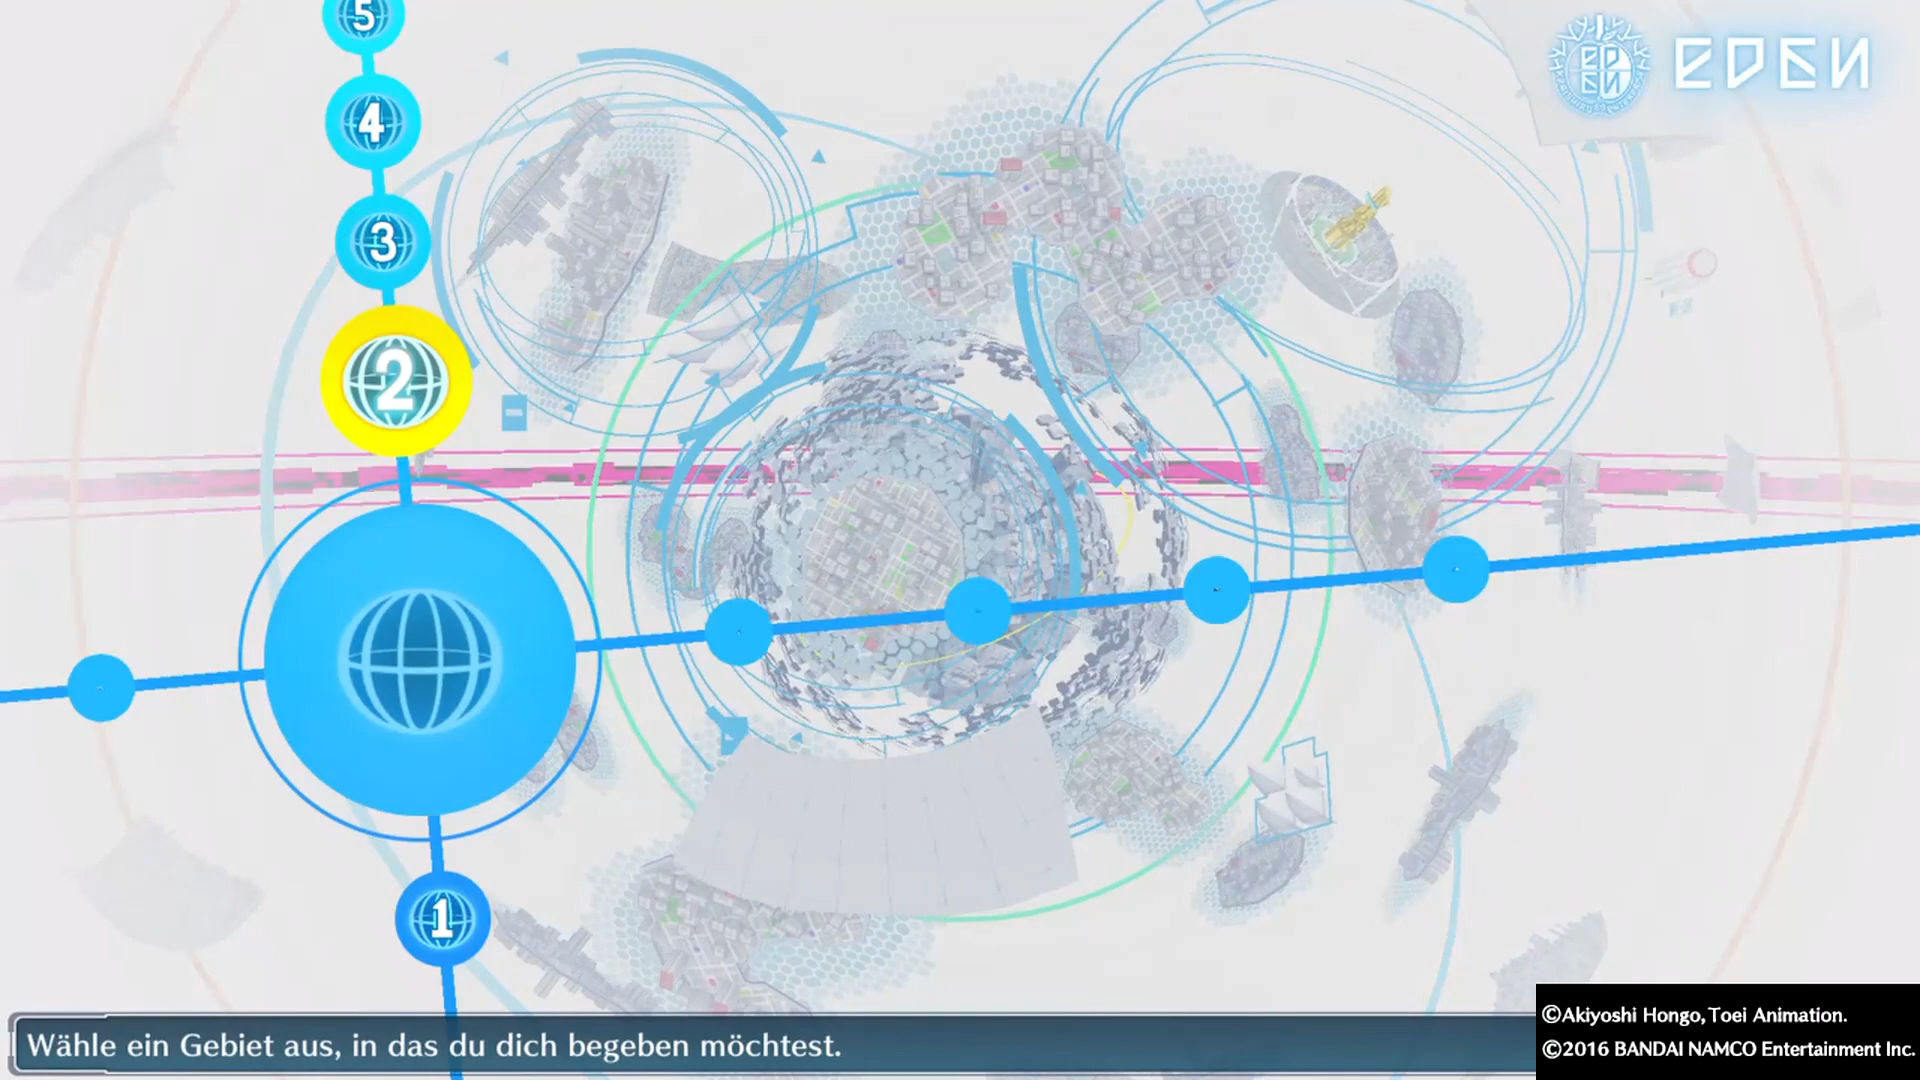 5
4
3
2
1
EDEN
Wähle ein Gebiet aus, in das du dich begeben möchtest.
©Akiyoshi Hongo, Toei Animation.
©2016 BANDAI NAMCO Entertainment Inc.